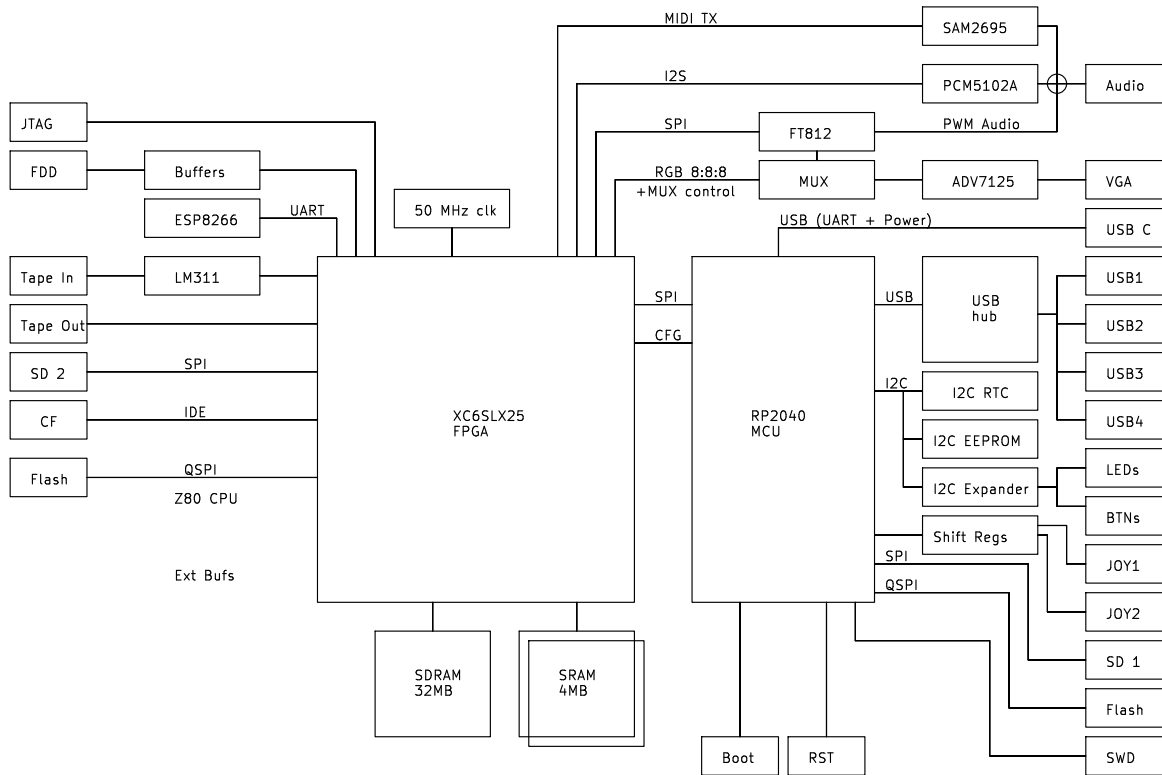 MIDI TX
SAM2695
I2S
PCM5102A
Audio
JTAG
SPI
FT812
PWM Audio
FDD
Buffers
RGB 8:8:8
+MUX control
MUX
ADV7125
VGA
ESP8266
UART
50 MHz clk
USB (UART + Power)
USB C
Tape In
LM311
SPI
USB
USB
hub
USB1
Tape Out
CFG
USB2
SD 2
SPI
I2C
I2C RTC
USB3
CF
IDE
XC6SLX25
FPGA
RP2040
MCU
I2C EEPROM
USB4
Flash
QSPI
Z80 CPU
I2C Expander
LEDs
BTNs
Shift Regs
Ext Bufs
SPI
JOY1
QSPI
JOY2
SDRAM
32MB
SRAM
4MB
SD 1
Flash
Boot
RST
SWD